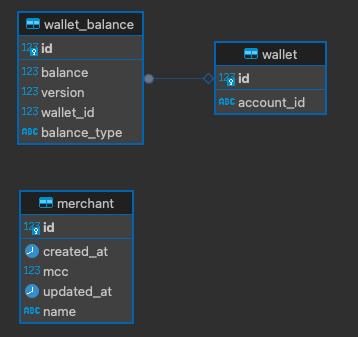 wallet_balance
123 id
123 balance
123 version
123 wallet_id
ABC balance_type
wallet
123 id
ABC account_id
merchant
123 id
created_at
123 mcc
updated_at
ABC name